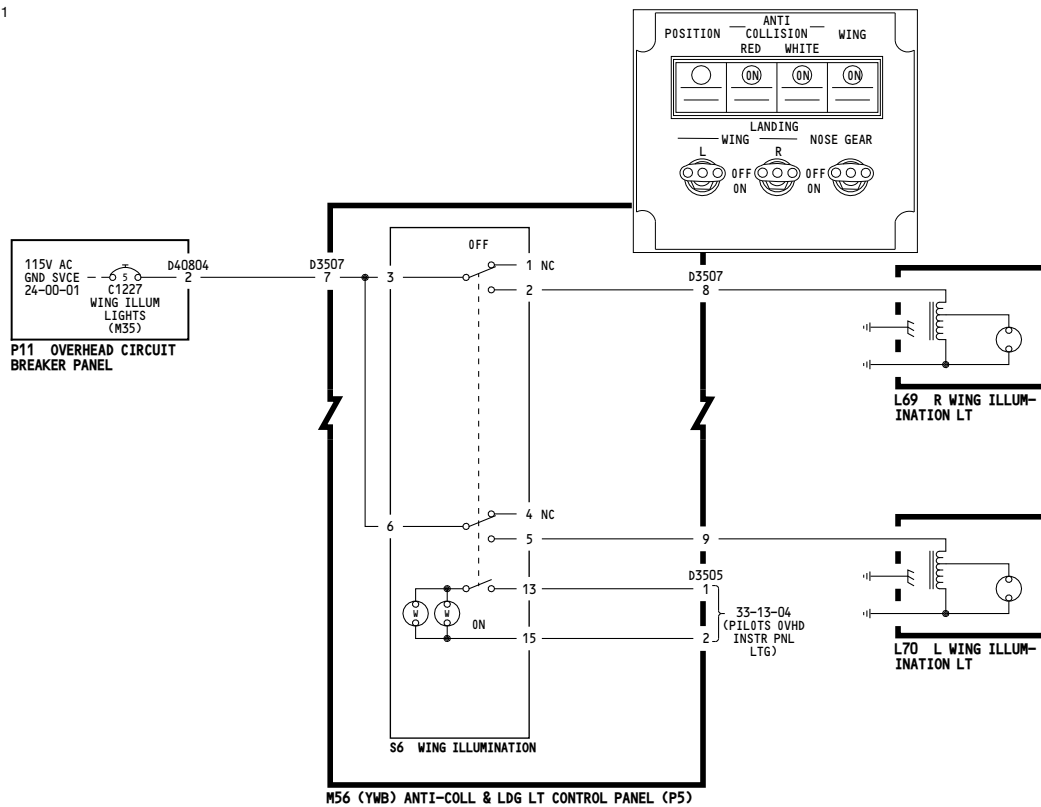 1
ANTI
POSITION COLLISION WING
RED WHITE
ON ON ON
LANDING
WING NOSE GEAR
L R
OFF OFF
ON ON
115V AC
GND SVCE
24-00-01
5
C1227
WING ILLUM
LIGHTS
(M35)
D40804
2
P11 OVERHEAD CIRCUIT
BREAKER PANEL
D3507
7
3
OFF
1 NC
2
D3507
8
L69 R WING ILLUM-
INATION LT
6
4 NC
5
9
13
D3505
1
W W
ON
15
2
33-13-04
(PILOTS OVHD
INSTR PNL
LTG)
L70 L WING ILLUM-
INATION LT
S6 WING ILLUMINATION
M56 (YWB) ANTI-COLL & LDG LT CONTROL PANEL (P5)